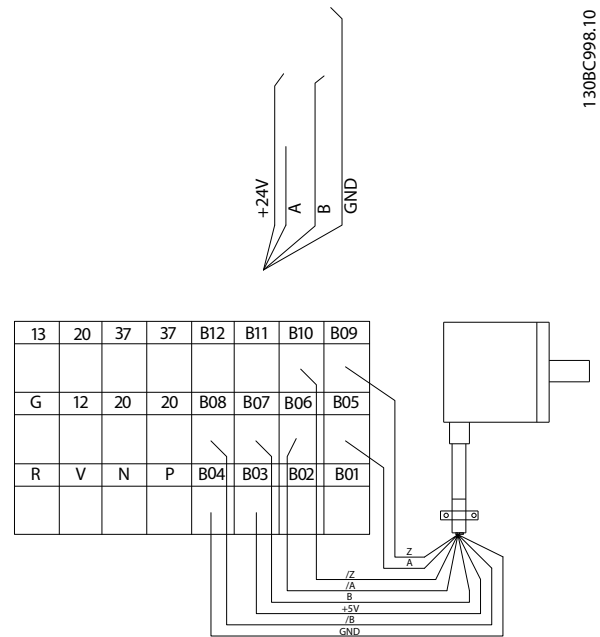 130BC998.10
+24V
A
B
GND
13 20 37 37 B12 B11 B10 B09
G 12 20 20 B08 B07 B06 B05
R V N P B04 B03 B02 B01
Z
A
/Z
/A
B
+5V
/B
GND